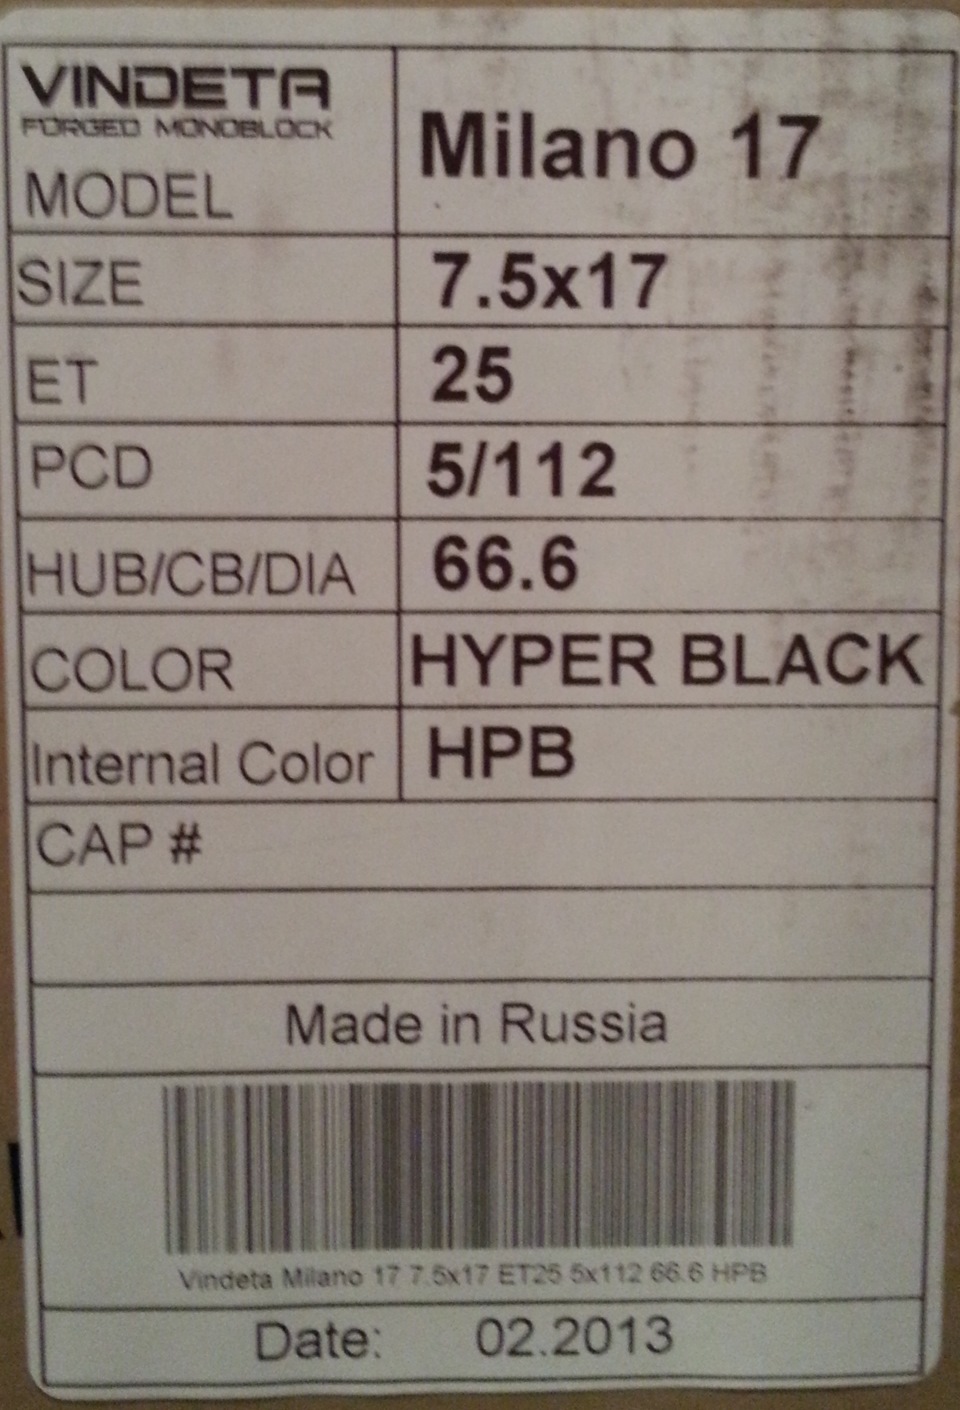 VINDETA
FORGED MONOBLOCK
MODEL Milano 17
SIZE 7.5x17
ET 25
PCD 5/112
HUB/CB/DIA 66.6
COLOR HYPER BLACK
Internal Color HPB
CAP #
Made in Russia
Vindeta Milano 17 7.5x17 ET25 5x112 66.6 HPB
Date: 02.2013